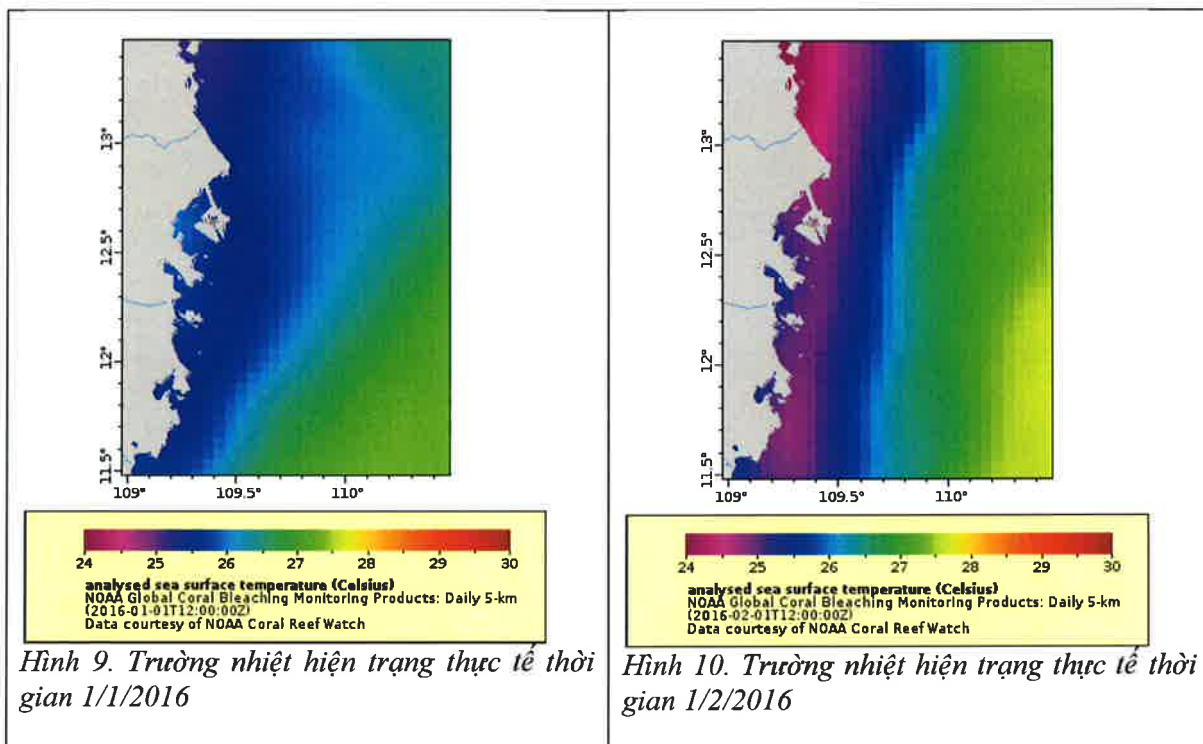 13°
12.5°
12°
11.5°
109°
109.5°
110°
24
25
26
27
28
29
30
analysed sea surface temperature (Celsius)
NOAA Global Coral Bleaching Monitoring Products: Daily 5-km
(2016-01-01T12:00:00Z)
Data courtesy of NOAA Coral Reef Watch
Hình 9. Trường nhiệt hiện trạng thực tế thời
gian 1/1/2016
13°
12.5°
12°
11.5°
109°
109.5°
110°
24
25
26
27
28
29
30
analysed sea surface temperature (Celsius)
NOAA Global Coral Bleaching Monitoring Products: Daily 5-km
(2016-02-01T12:00:00Z)
Data courtesy of NOAA Coral Reef Watch
Hình 10. Trường nhiệt hiện trạng thực tế thời
gian 1/2/2016